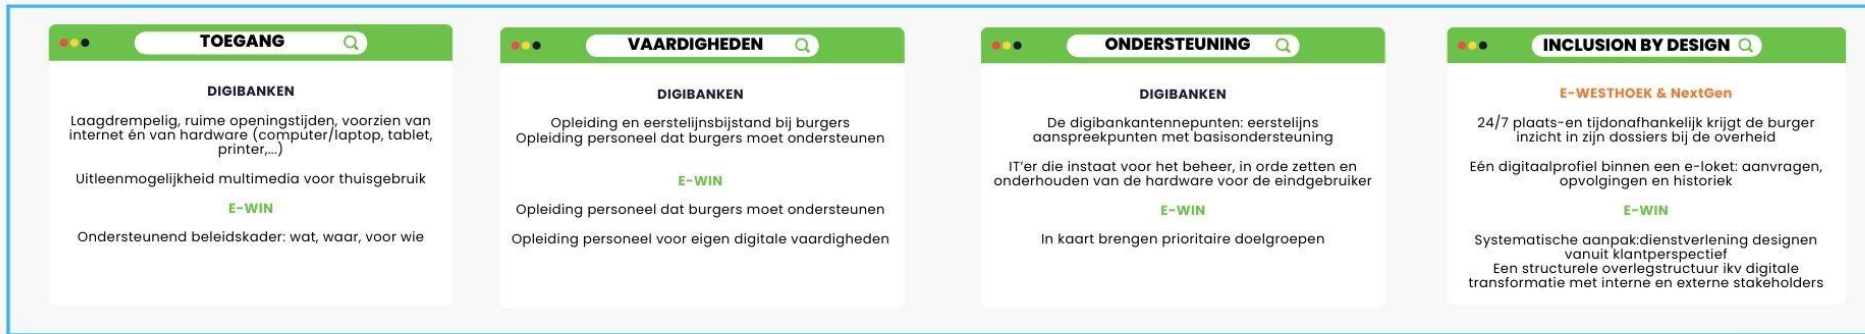 TOEGANG
DIGIBANKEN
Laagdrempelig, ruime openingstijden, voorzien van
internet én van hardware (computer/laptop, tablet,
printer,...)
Uitleenmogelijkheid multimedia voor thuisgebruik
E-WIN
Ondersteunend beleidskader: wat, waar, voor wie
VAARDIGHEDEN
DIGIBANKEN
Opleiding en eerstelijnsbijstand bij burgers
Opleiding personeel dat burgers moet ondersteunen
E-WIN
Opleiding personeel dat burgers moet ondersteunen
Opleiding personeel voor eigen digitale vaardigheden
ONDERSTEUNING
DIGIBANKEN
De digibankantennepunten: eerstelijns
aanspreekpunten met basisondersteuning
IT'er die instaat voor het beheer, in orde zetten en
onderhouden van de hardware voor de eindgebruiker
E-WIN
In kaart brengen prioritaire doelgroepen
INCLUSION BY DESIGN
E-WESTHOEK & NextGen
24/7 plaats-en tijdonafhankelijk krijgt de burger
inzicht in zijn dossiers bij de overheid
Eén digitaalprofiel binnen een e-loket: aanvragen,
opvolgingen en historiek
E-WIN
Systematische aanpak:dienstverlening designen
vanuit klantperspectief
Een structurele overlegstructuur ikv digitale
transformatie met interne en externe stakeholders